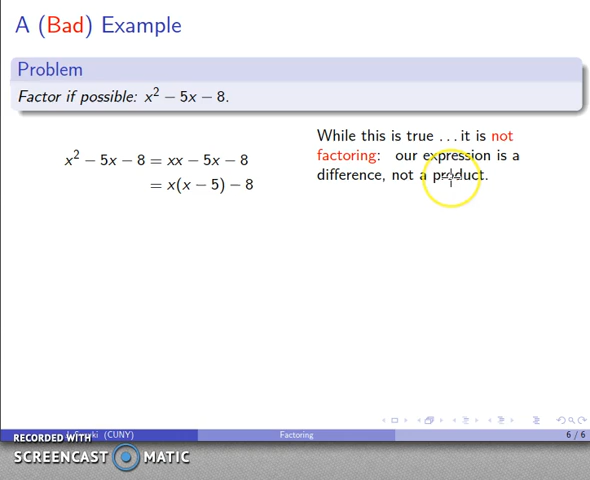 A (Bad) Example
Problem
Factor if possible: x² − 5x − 8.
x² − 5x − 8 = xx − 5x − 8
= x(x − 5) − 8
While this is true . . . it is not
factoring: our expression is a
difference, not a product.
(CUNY)
Factoring
6 / 6
RECORDED WITH
SCREENCAST MATIC